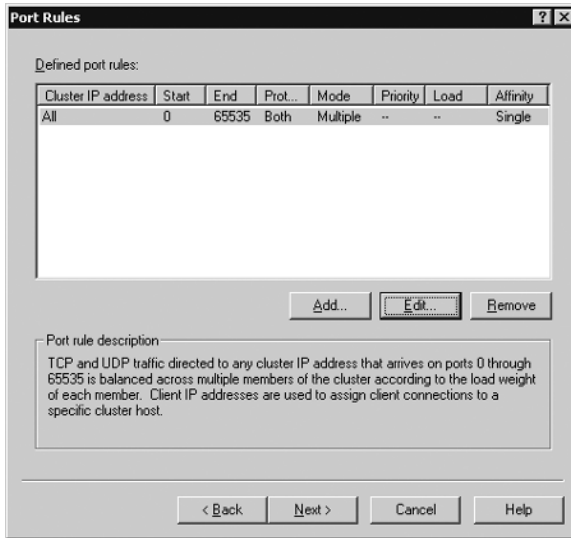 Port Rules
Defined port rules:
Cluster IP address Start End Prot... Mode Priority Load Affinity
All 0 65535 Both Multiple -- -- Single
Add... Edit... Remove
Port rule description
TCP and UDP traffic directed to any cluster IP address that arrives on ports 0 through
65535 is balanced across multiple members of the cluster according to the load weight
of each member. Client IP addresses are used to assign client connections to a
specific cluster host.
< Back Next > Cancel Help